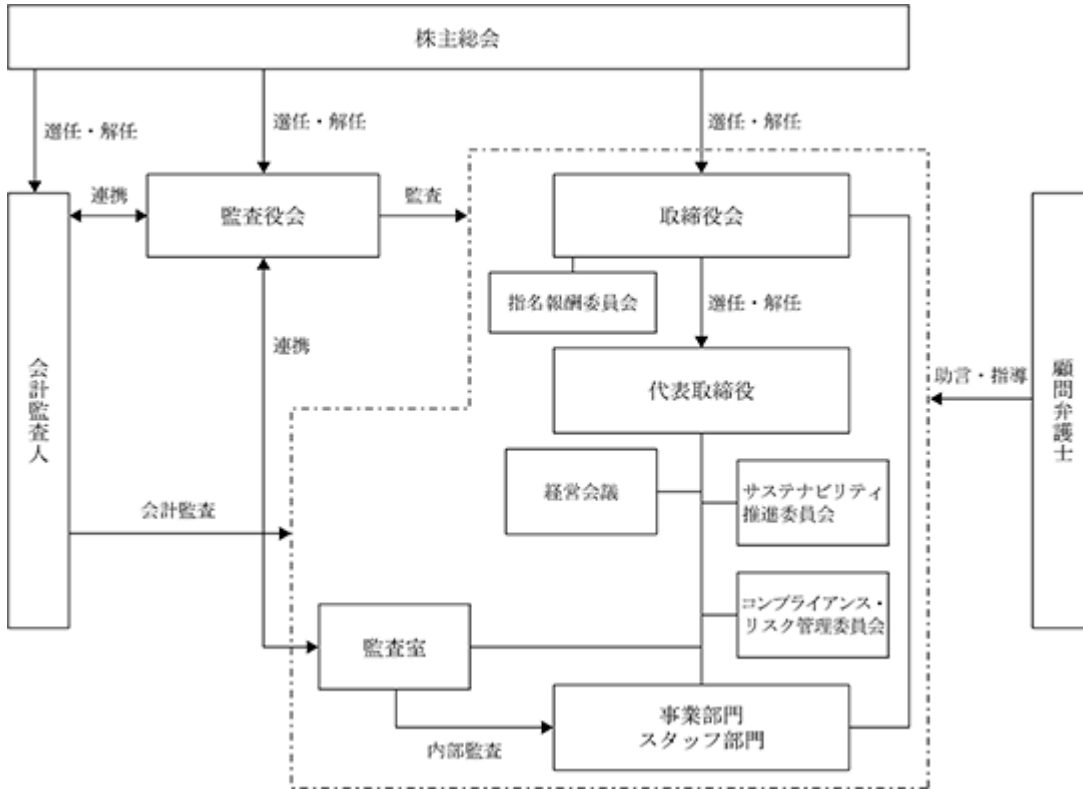 株主総会
選任・解任
選任・解任
選任・解任
連携
監査役会
監査
取締役会
指名報酬委員会
選任・解任
連携
会計監査人
代表取締役
助言・指導
顧問弁護士
経営会議
サステナビリティ
推進委員会
会計監査
コンプライアンス・
リスク管理委員会
監査室
事業部門
スタッフ部門
内部監査